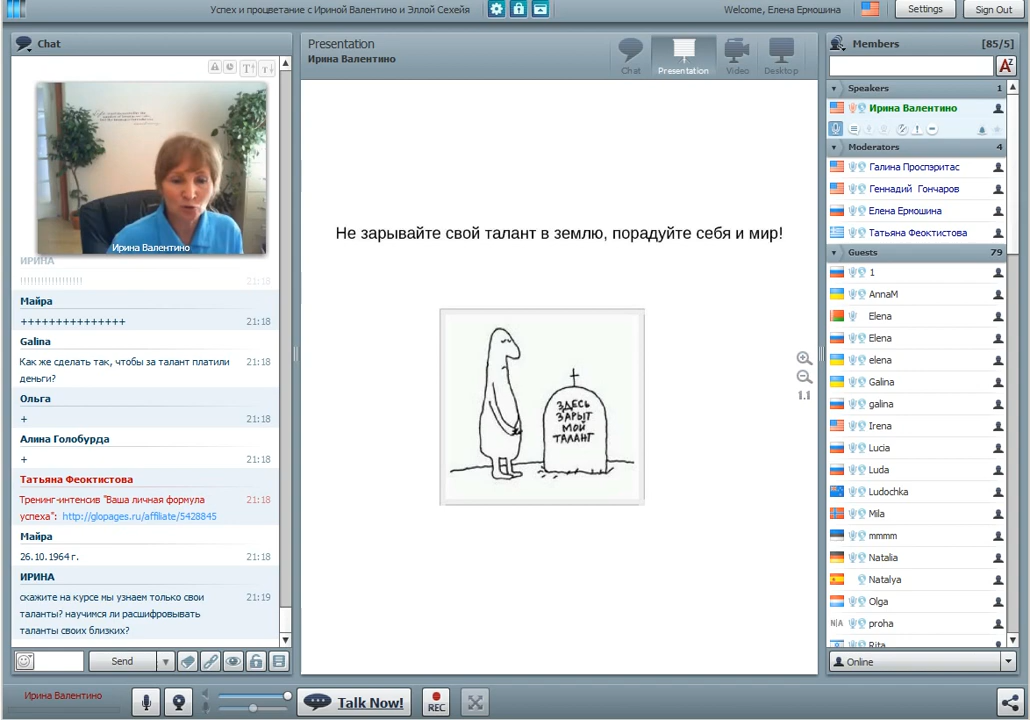 Успех и процветание с Ириной Валентино и Эллой Сехейя
Welcome, Елена Ермошина
Settings
Sign Out
Chat
Ирина Валентино
ИРИНА
!!!!!!!!!!!!!!!!!! 21:18
Майра
+++++++++++++++ 21:18
Galina
Как же сделать так, чтобы за талант платили 21:18
деньги?
Ольга
+ 21:18
Алина Голобурда
+ 21:18
Татьяна Феоктистова
Тренинг-интенсив "Ваша личная формула 21:18
успеха": http://glopages.ru/affiliate/5428845
Майра
26.10.1964 г. 21:18
ИРИНА
скажите на курсе мы узнаем только свои 21:19
таланты? научимся ли расшифровывать
таланты своих близких?
Send
Presentation
Ирина Валентино
Chat
Presentation
Video
Desktop
Не зарывайте свой талант в землю, порадуйте себя и мир!
ЗДЕСЬ
ЗАРЫТ
МОЙ
ТАЛАНТ
1:1
Members [85/5]
Speakers 1
Ирина Валентино
Moderators 4
Галина Проспэритас
Геннадий Гончаров
Елена Ермошина
Татьяна Феоктистова
Guests 79
1
AnnaM
Elena
Elena
elena
Galina
galina
Irena
Lucia
Luda
Ludochka
Mila
mmmm
Natalia
Natalya
Olga
N/A proha
Rita
Online
Ирина Валентино
Talk Now!
REC